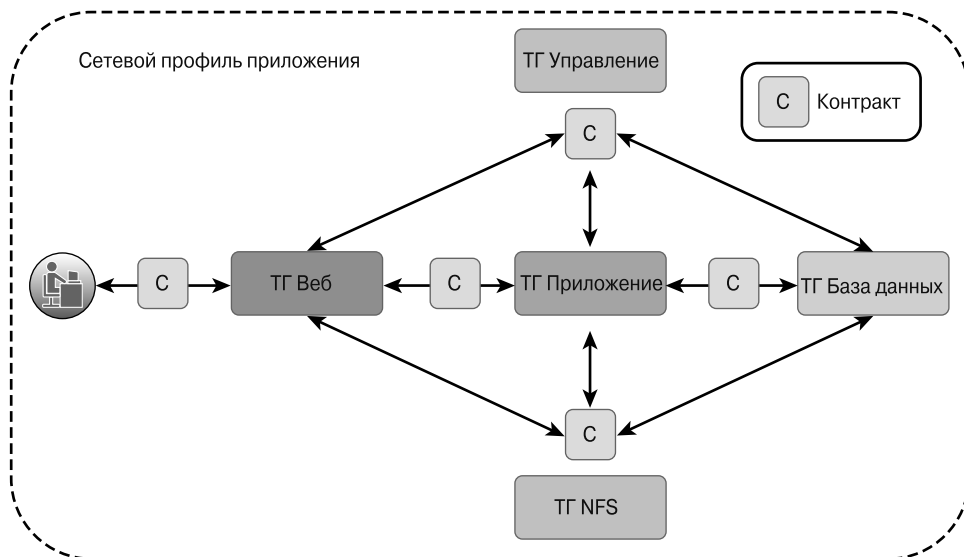 ТГ Управление
Сетевой профиль приложения
С Контракт
С
С
ТГ Веб
С
ТГ Приложение
С
ТГ База данных
С
ТГ NFS